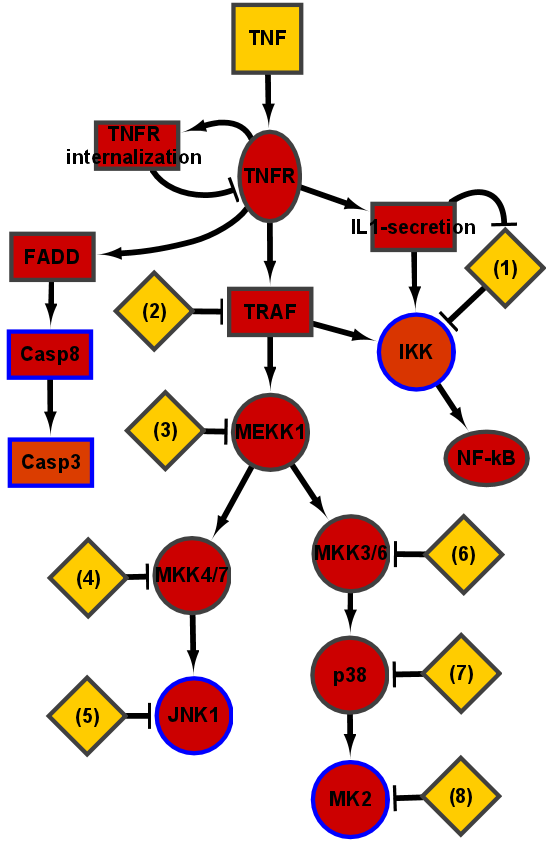 TNF
TNFR
internalization
TNFR
IL1-secretion
FADD
(1)
(2)
TRAF
Casp8
IKK
(3)
MEKK1
Casp3
NF-kB
(4)
MKK4/7
MKK3/6
(6)
(5)
JNK1
p38
(7)
MK2
(8)